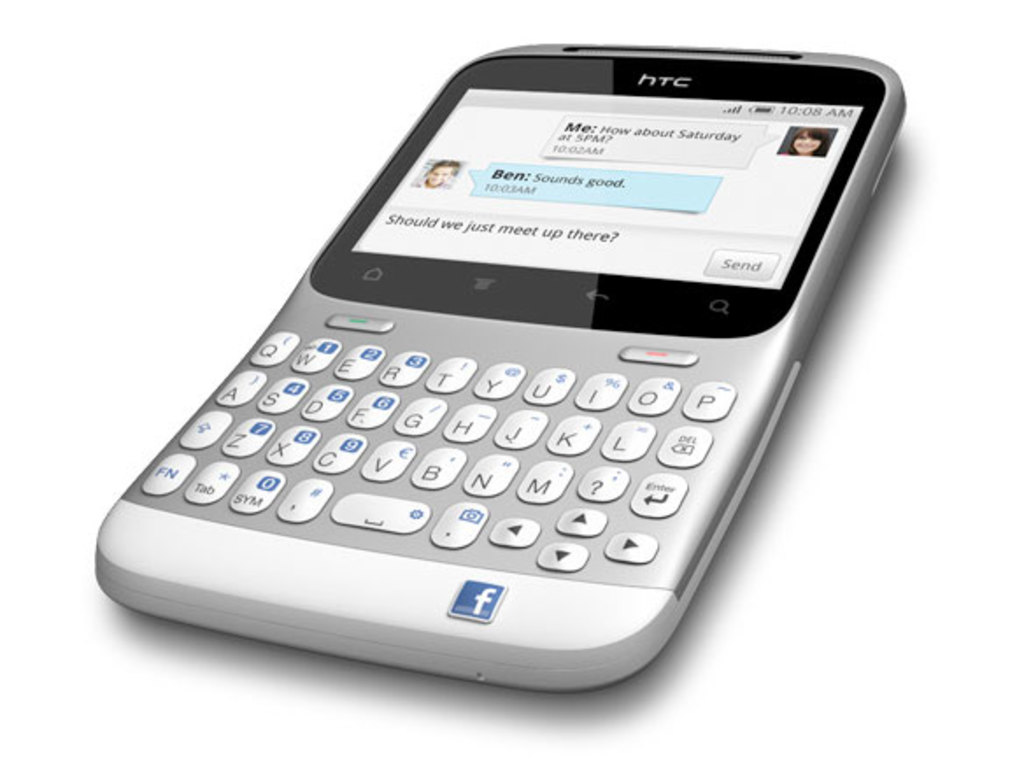 hTC
10:08 AM
Me: How about Saturday
at 5PM?
10:02AM
Ben: Sounds good.
10:03AM
Should we just meet up there?
Send
Q ( W 1 E 2 R 3 T ! Y @ U $ I % O & P ~
A ) S 4 D 5 F 6 G / H – J - K + L = DEL
Z 7 X 8 C 9 V € B ' N " M : ? ; Enter
FN Tab * SYM 0 , # .
f